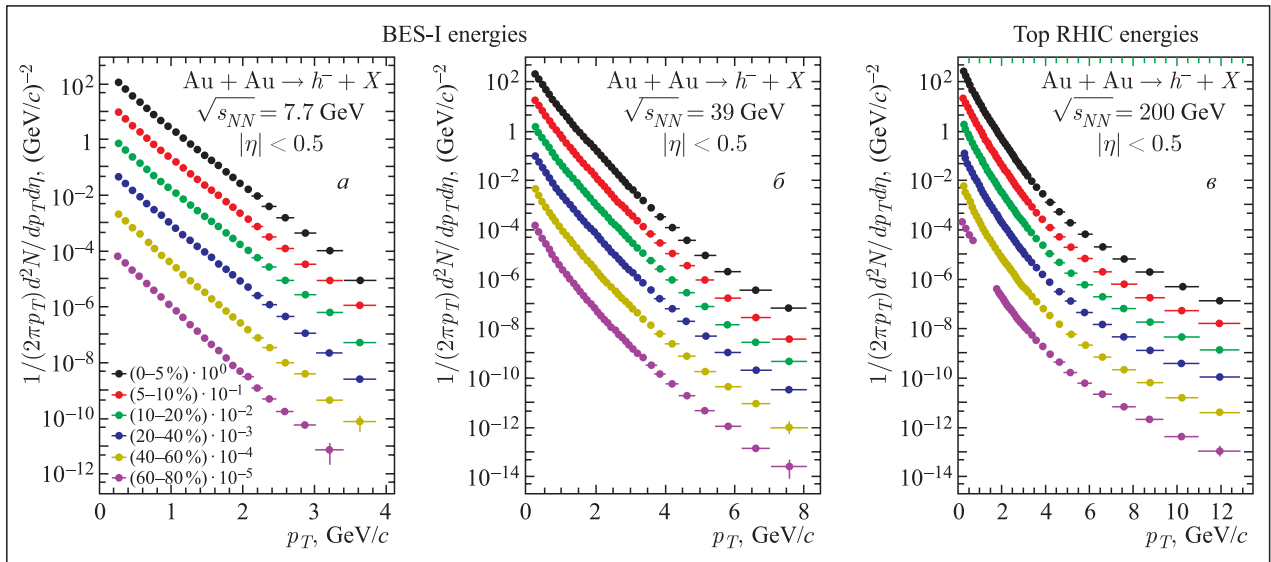 BES-I energies
Top RHIC energies
1/(2πp_T) d²N/dp_T dη, (GeV/c)⁻²
10²
1
10⁻²
10⁻⁴
10⁻⁶
10⁻⁸
10⁻¹⁰
10⁻¹²
Au + Au → h⁻ + X
√s_NN = 7.7 GeV
|η| < 0.5
а
(0–5 %) · 10⁰
(5–10 %) · 10⁻¹
(10–20 %) · 10⁻²
(20–40 %) · 10⁻³
(40–60 %) · 10⁻⁴
(60–80 %) · 10⁻⁵
0 1 2 3 4
p_T, GeV/c
1/(2πp_T) d²N/dp_T dη, (GeV/c)⁻²
10²
1
10⁻²
10⁻⁴
10⁻⁶
10⁻⁸
10⁻¹⁰
10⁻¹²
10⁻¹⁴
Au + Au → h⁻ + X
√s_NN = 39 GeV
|η| < 0.5
б
0 2 4 6 8
p_T, GeV/c
1/(2πp_T) d²N/dp_T dη, (GeV/c)⁻²
10²
1
10⁻²
10⁻⁴
10⁻⁶
10⁻⁸
10⁻¹⁰
10⁻¹²
10⁻¹⁴
Au + Au → h⁻ + X
√s_NN = 200 GeV
|η| < 0.5
в
0 2 4 6 8 10 12
p_T, GeV/c